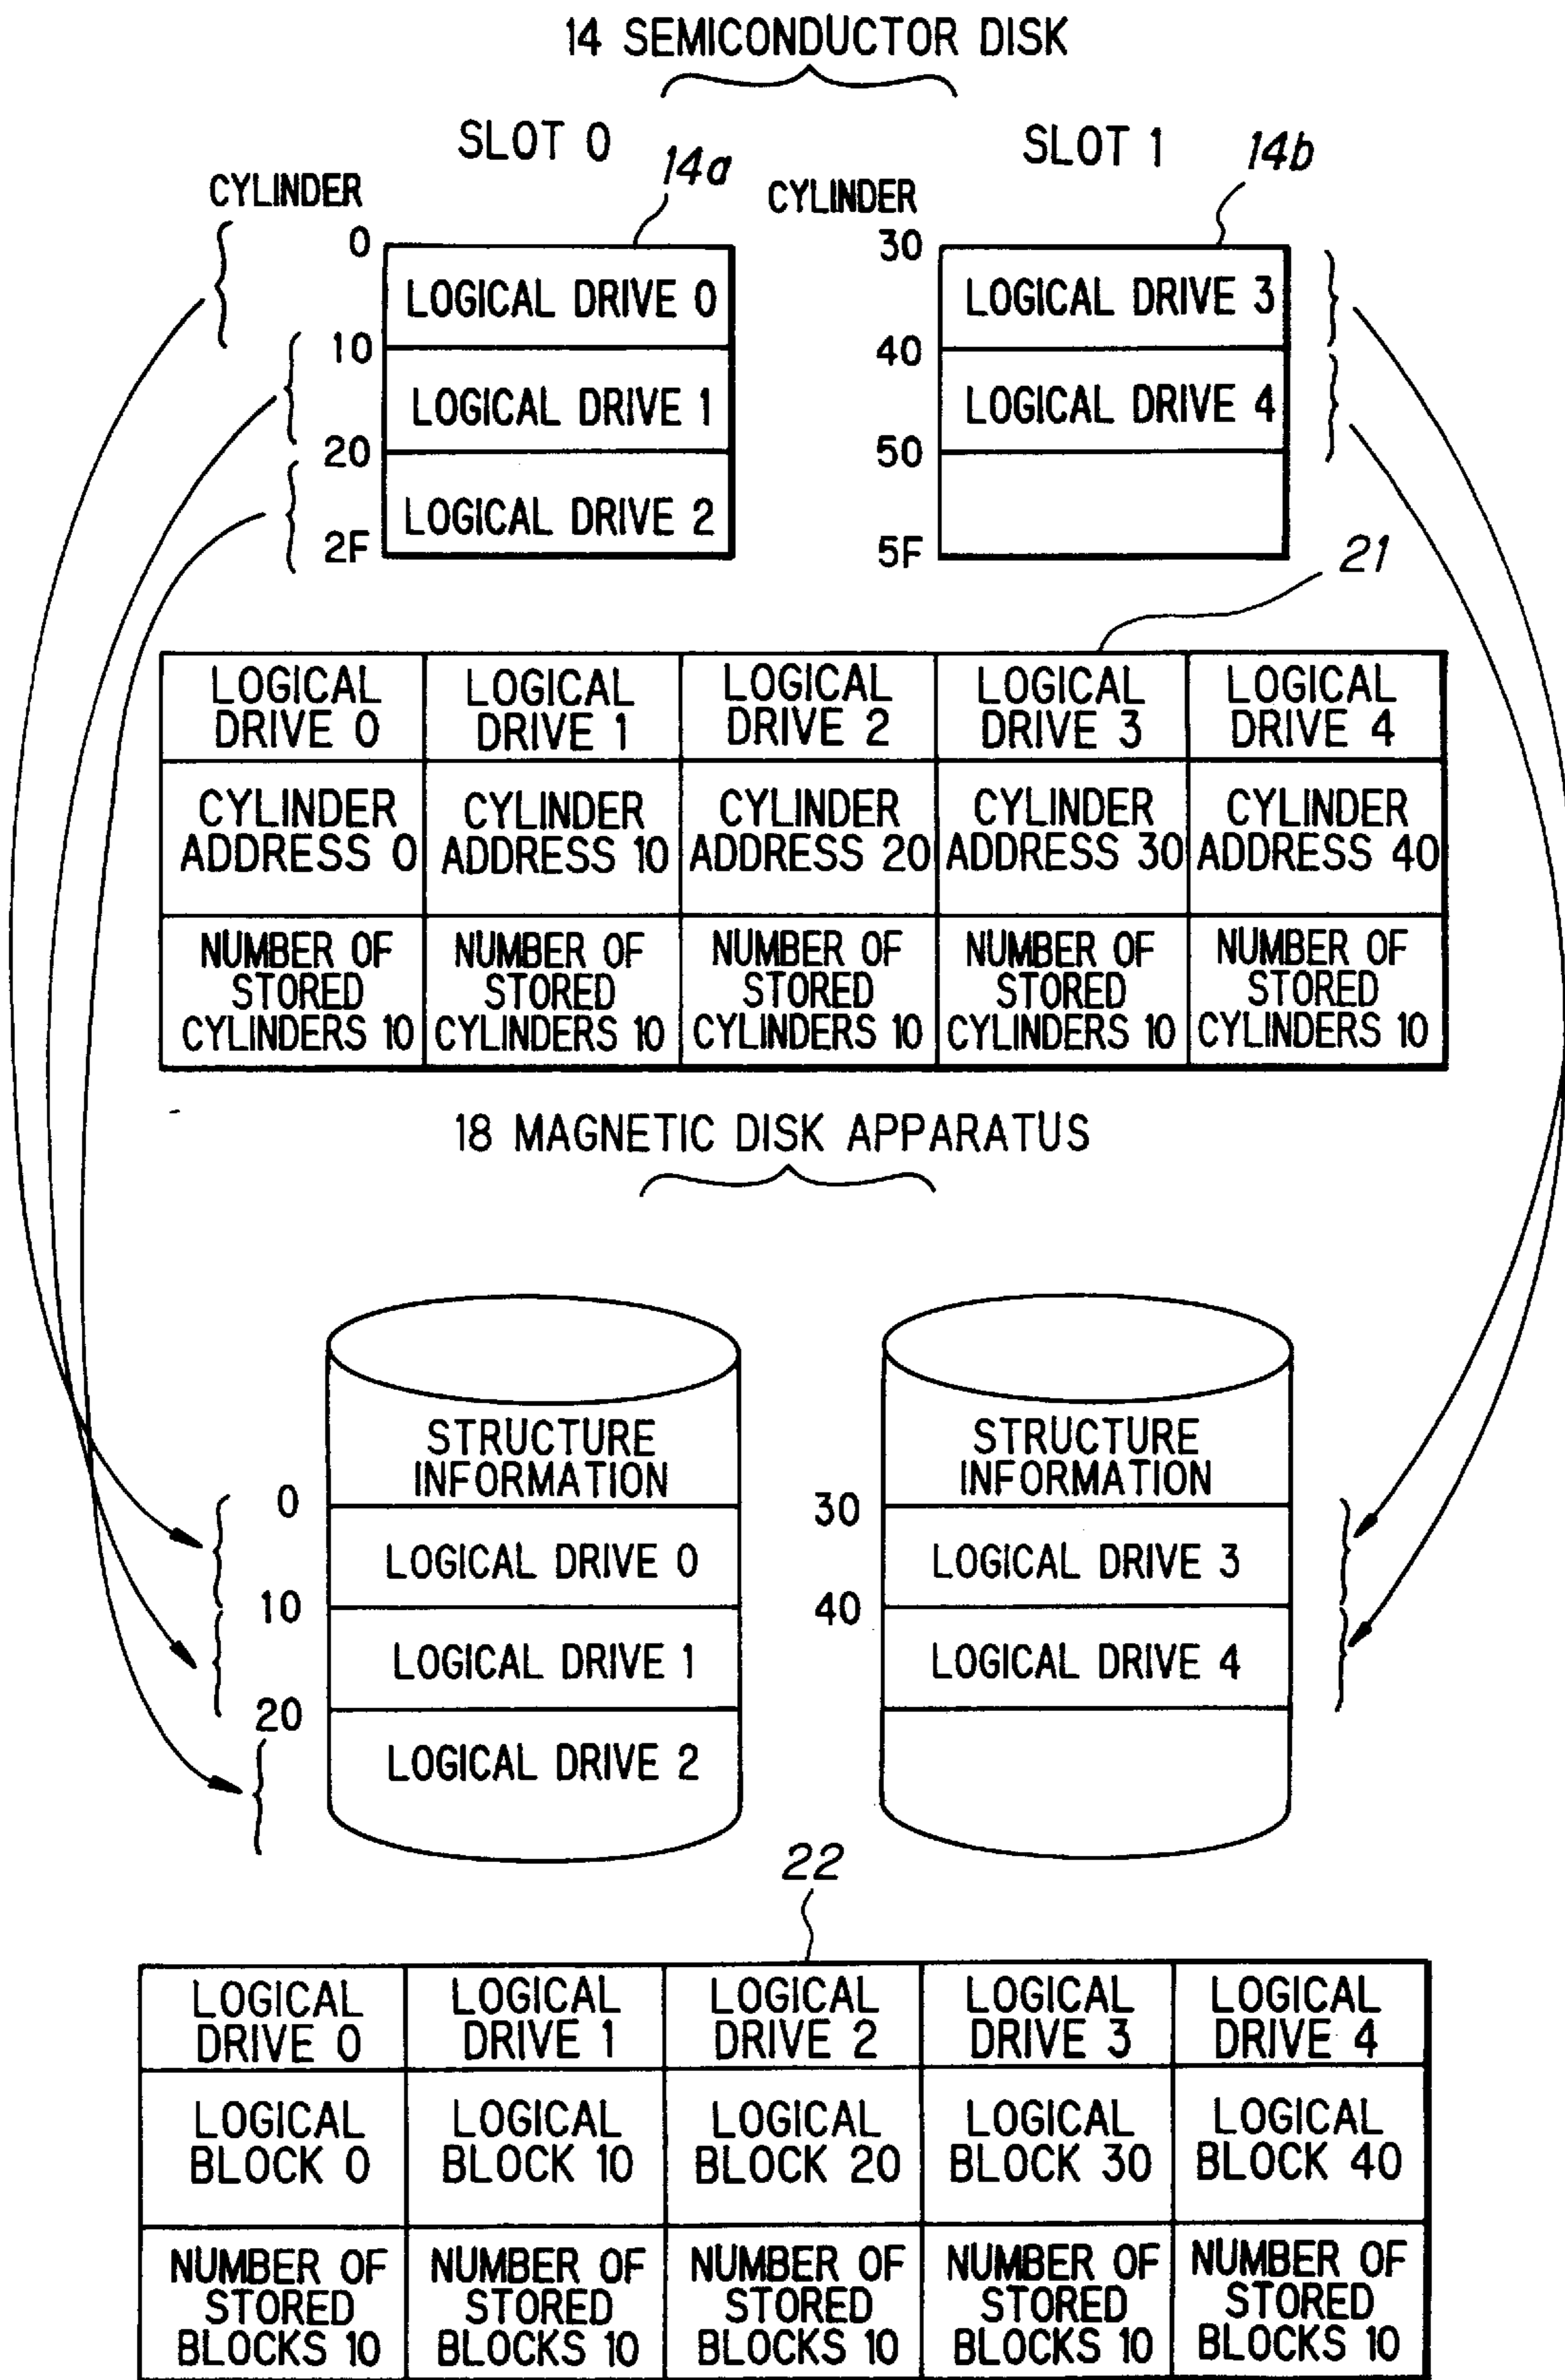 14 SEMICONDUCTOR DISK
SLOT 0
14a
SLOT 1
14b
CYLINDER
CYLINDER
0
LOGICAL DRIVE 0
10
LOGICAL DRIVE 1
20
LOGICAL DRIVE 2
2F
30
LOGICAL DRIVE 3
40
LOGICAL DRIVE 4
50
5F
21
LOGICAL DRIVE 0
LOGICAL DRIVE 1
LOGICAL DRIVE 2
LOGICAL DRIVE 3
LOGICAL DRIVE 4
CYLINDER ADDRESS 0
CYLINDER ADDRESS 10
CYLINDER ADDRESS 20
CYLINDER ADDRESS 30
CYLINDER ADDRESS 40
NUMBER OF STORED CYLINDERS 10
NUMBER OF STORED CYLINDERS 10
NUMBER OF STORED CYLINDERS 10
NUMBER OF STORED CYLINDERS 10
NUMBER OF STORED CYLINDERS 10
18 MAGNETIC DISK APPARATUS
STRUCTURE
INFORMATION
0
LOGICAL DRIVE 0
10
LOGICAL DRIVE 1
20
LOGICAL DRIVE 2
STRUCTURE
INFORMATION
30
LOGICAL DRIVE 3
40
LOGICAL DRIVE 4
22
LOGICAL DRIVE 0
LOGICAL DRIVE 1
LOGICAL DRIVE 2
LOGICAL DRIVE 3
LOGICAL DRIVE 4
LOGICAL BLOCK 0
LOGICAL BLOCK 10
LOGICAL BLOCK 20
LOGICAL BLOCK 30
LOGICAL BLOCK 40
NUMBER OF STORED BLOCKS 10
NUMBER OF STORED BLOCKS 10
NUMBER OF STORED BLOCKS 10
NUMBER OF STORED BLOCKS 10
NUMBER OF STORED BLOCKS 10